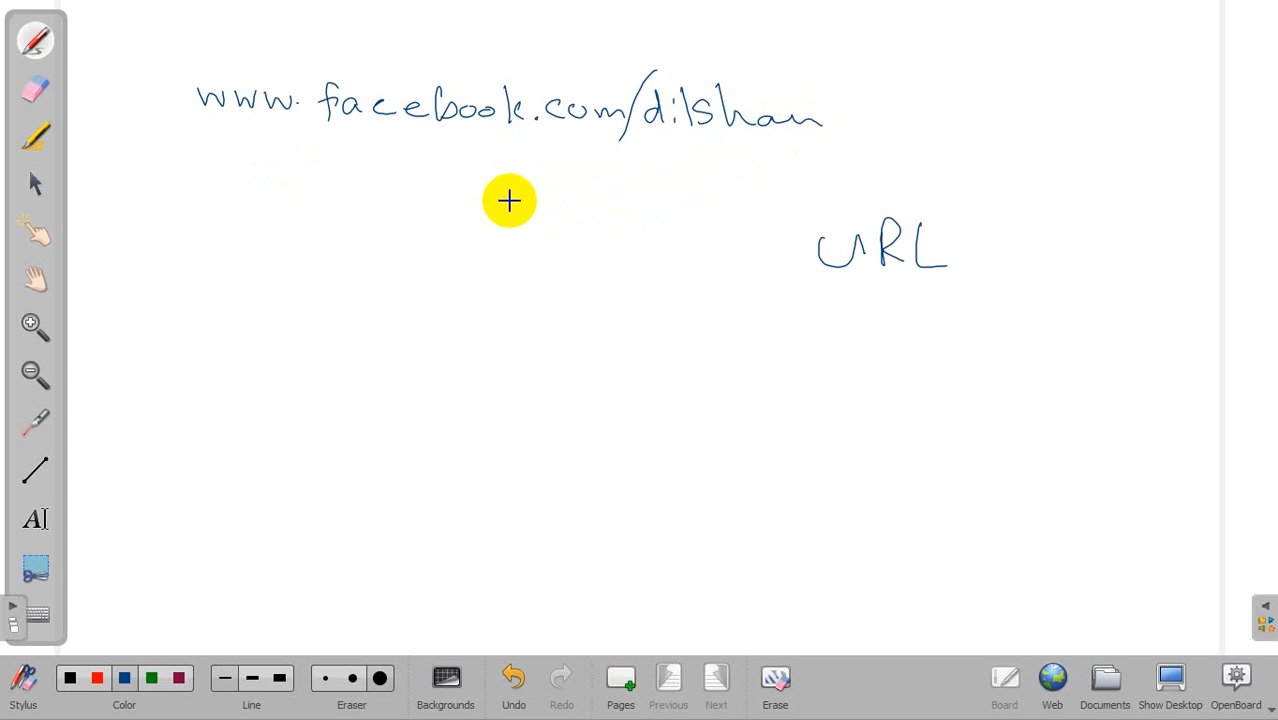 www.facebook.com/dilshan
URL
A
Stylus
Color
Line
Eraser
Backgrounds
Undo
Redo
Pages
Previous
Next
Erase
Board
Web
Documents
Show Desktop
OpenBoard